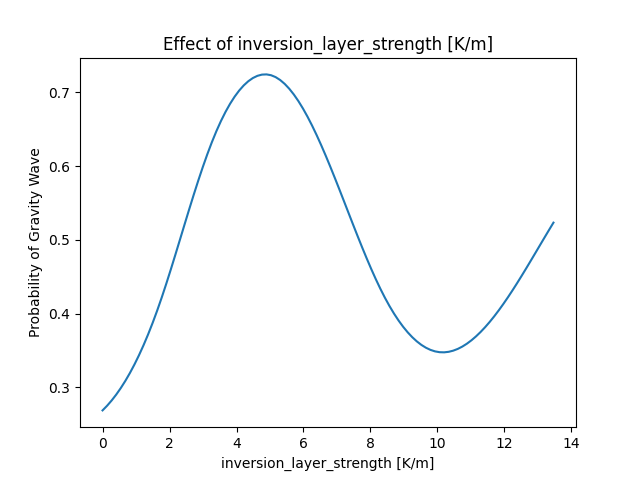 Effect of inversion_layer_strength [K/m]
Probability of Gravity Wave
0.7
0.6
0.5
0.4
0.3
0 2 4 6 8 10 12 14
inversion_layer_strength [K/m]